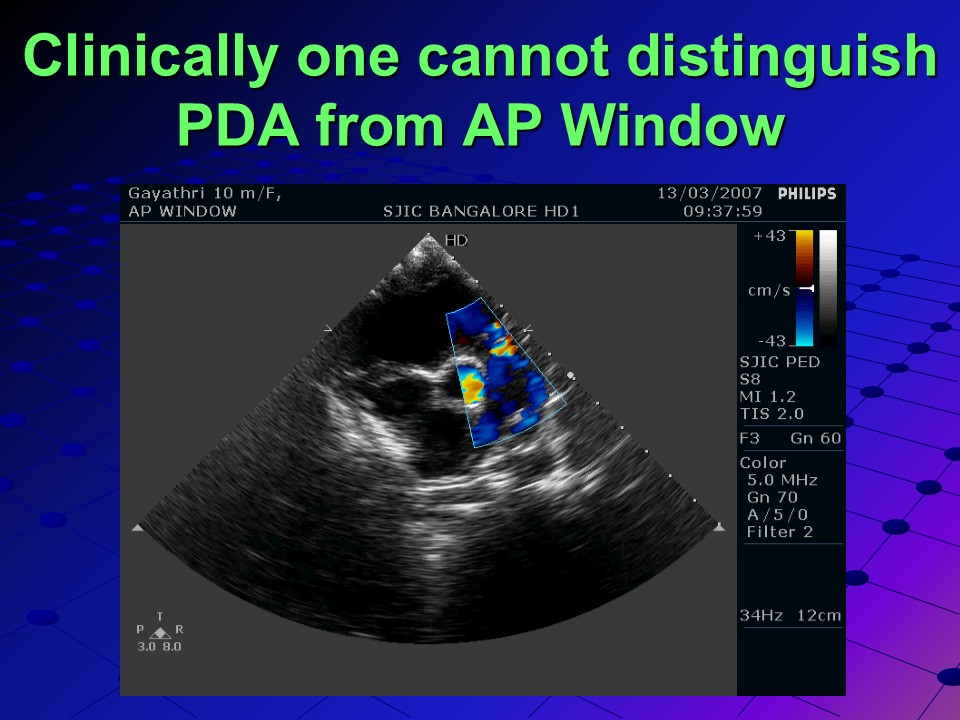 Clinically one cannot distinguish
PDA from AP Window
Gayathri 10 m/F,
AP WINDOW
SJIC BANGALORE HD1
13/03/2007
09:37:59
PHILIPS
HD
+43
cm/s
-43
SJIC PED
S8
MI 1.2
TIS 2.0
F3 Gn 60
Color
5.0 MHz
Gn 70
A/5/0
Filter 2
34Hz 12cm
T
P R
3.0 8.0